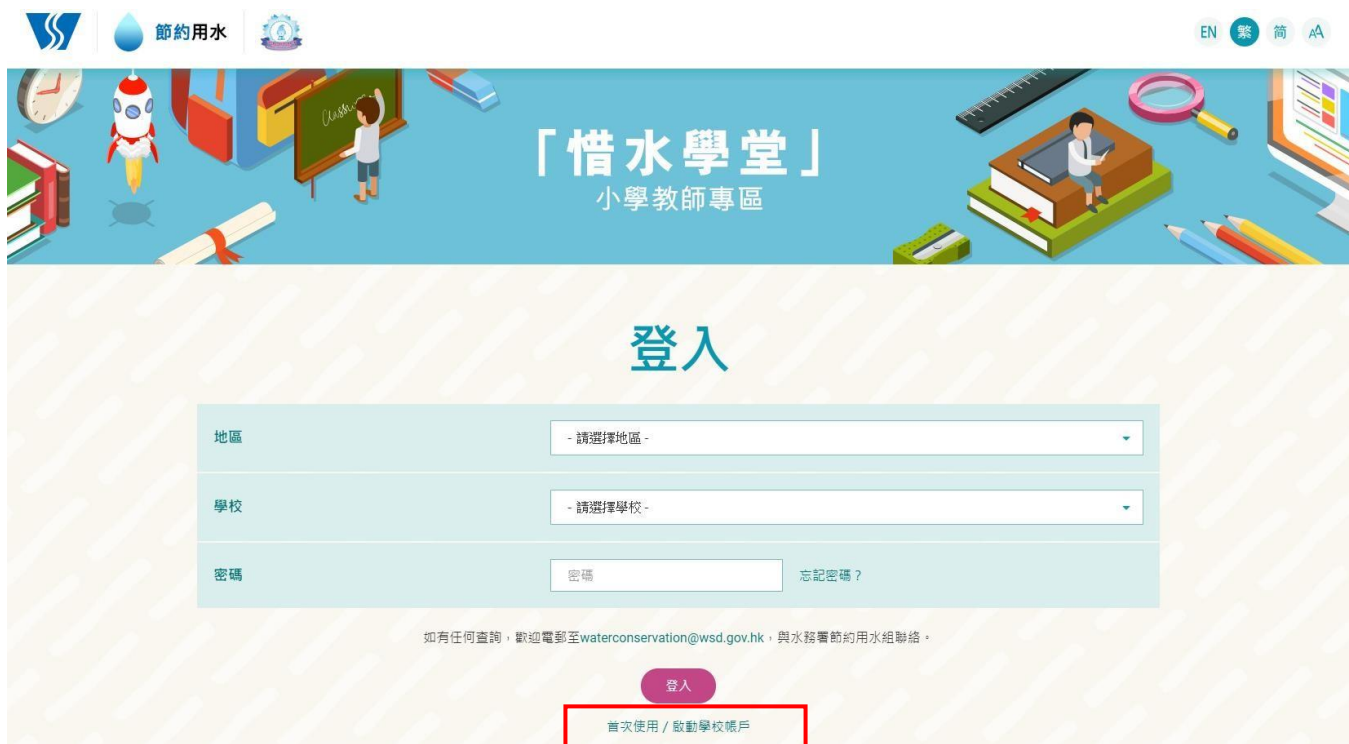 節約用水
EN 繁 简 AA
Classroom
「惜水學堂」
小學教師專區
登入
地區
- 請選擇地區 -
學校
- 請選擇學校 -
密碼
密碼
忘記密碼？
如有任何查詢，歡迎電郵至waterconservation@wsd.gov.hk，與水務署節約用水組聯絡。
登入
首次使用 / 啟動學校帳戶